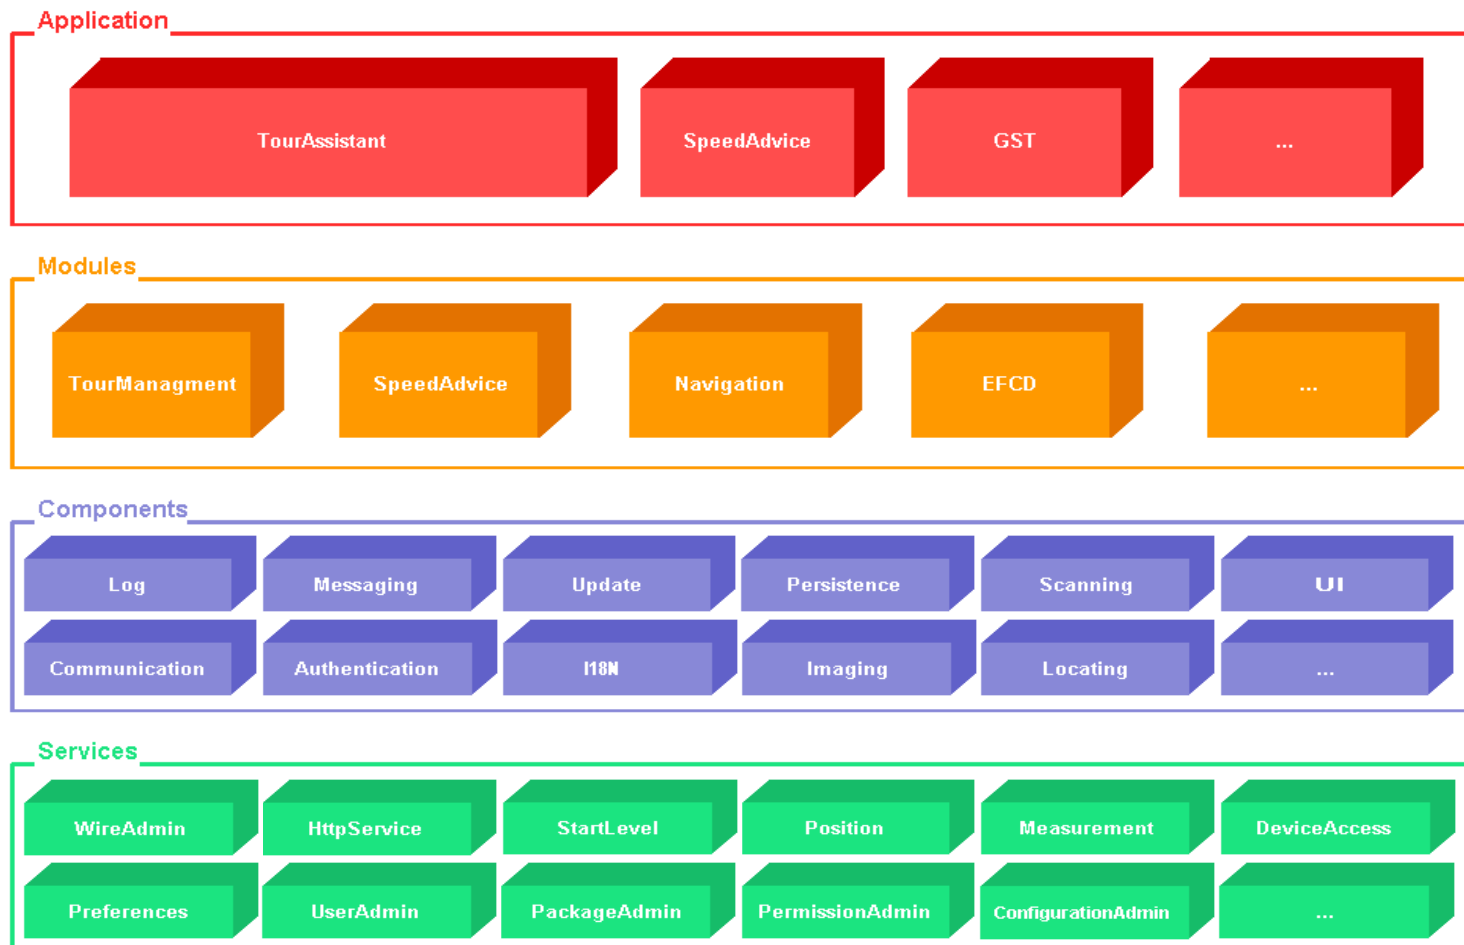 Application
TourAssistant
SpeedAdvice
GST
...
Modules
TourManagment
SpeedAdvice
Navigation
EFCD
...
Components
Log
Messaging
Update
Persistence
Scanning
UI
Communication
Authentication
I18N
Imaging
Locating
...
Services
WireAdmin
HttpService
StartLevel
Position
Measurement
DeviceAccess
Preferences
UserAdmin
PackageAdmin
PermissionAdmin
ConfigurationAdmin
...